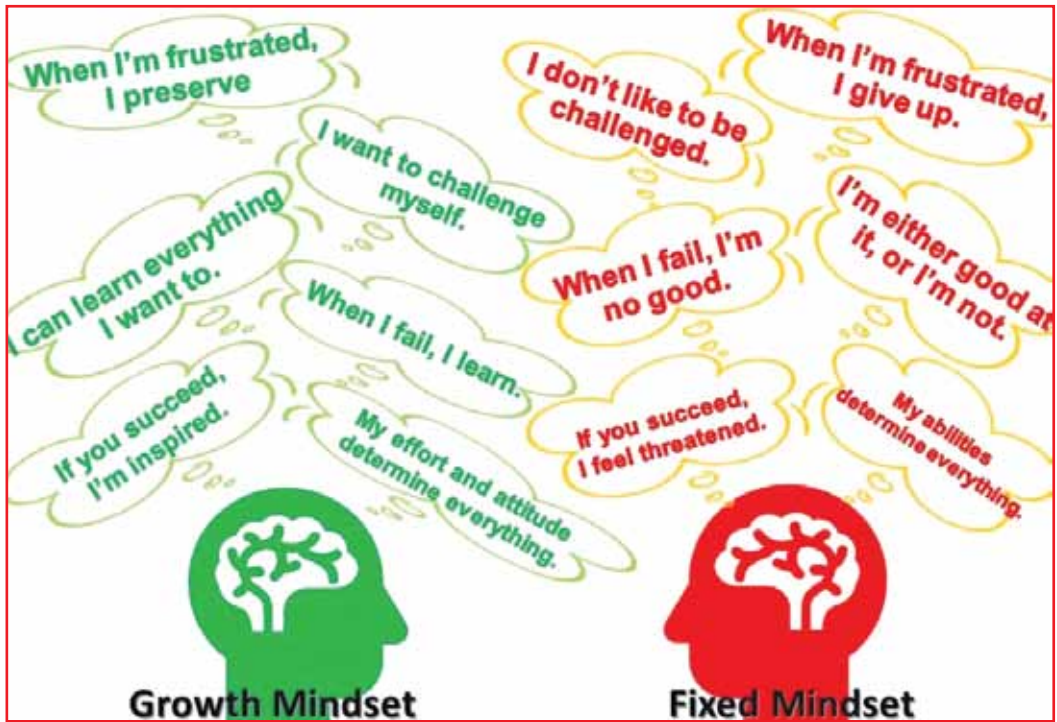 When I'm frustrated,
I preserve
I want to challenge
myself.
I can learn everything
I want to.
When I fail, I learn.
If you succeed,
I'm inspired.
My effort and attitude
determine everything.
Growth Mindset
I don't like to be
challenged.
When I'm frustrated,
I give up.
When I fail, I'm
no good.
I'm either good at
it, or I'm not.
If you succeed,
I feel threatened.
My abilities
determine everything.
Fixed Mindset